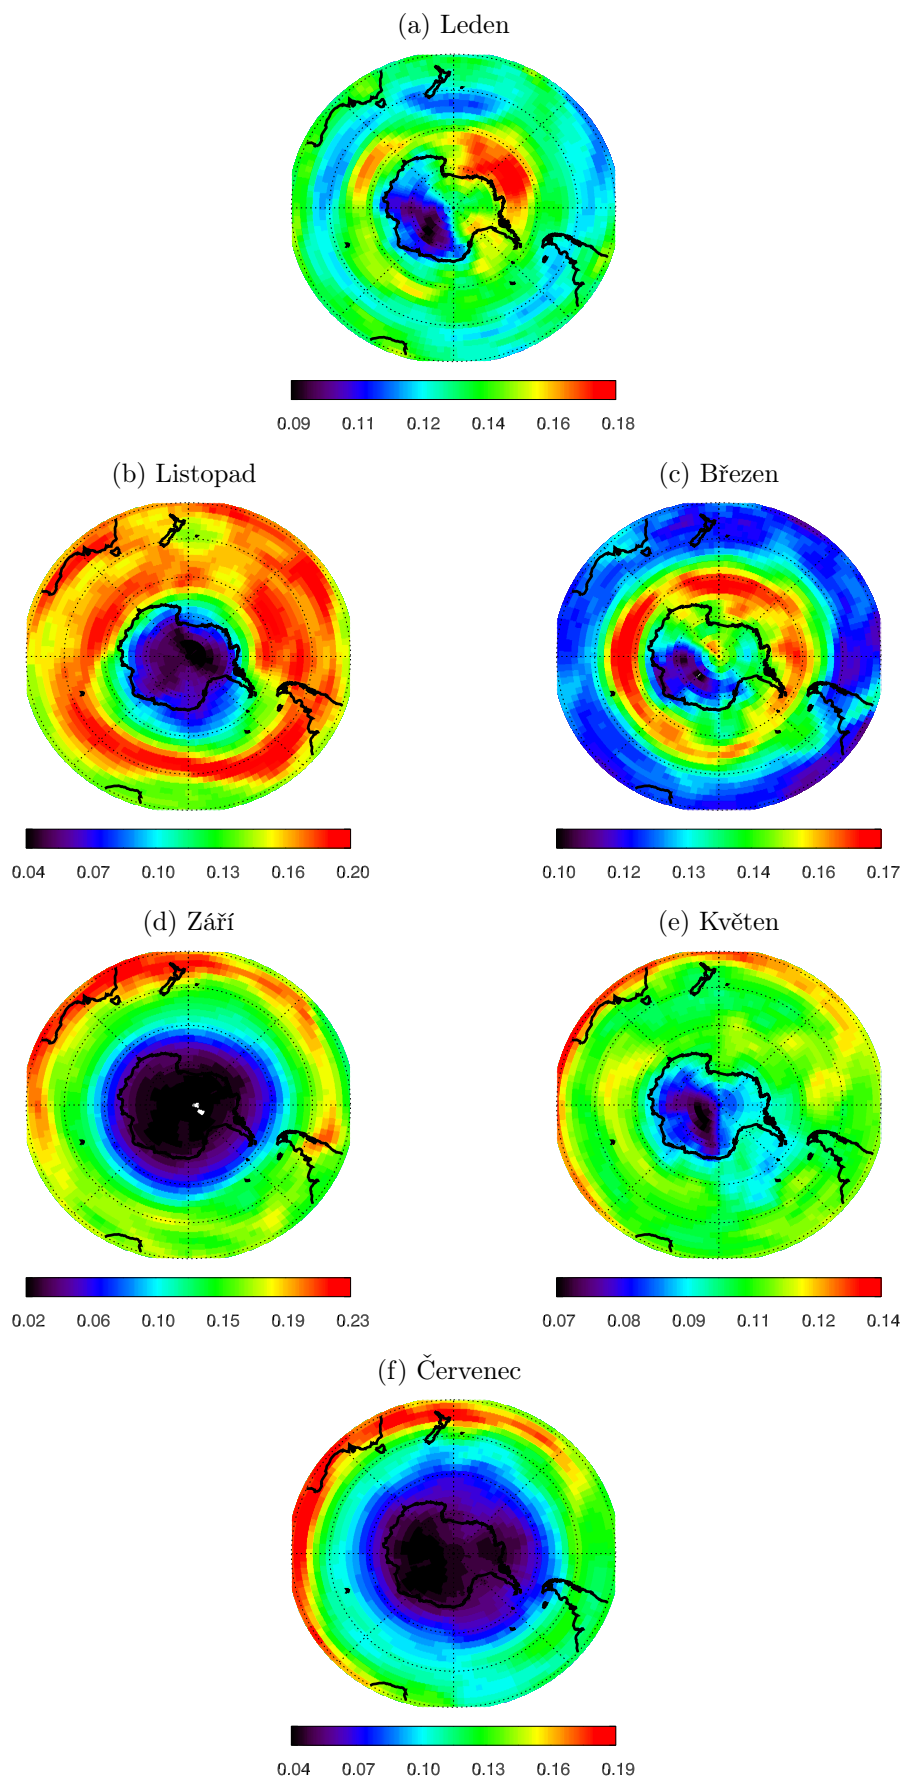 (a) Leden
0.09 0.11 0.12 0.14 0.16 0.18
(b) Listopad
(c) Březen
0.04 0.07 0.10 0.13 0.16 0.20
0.10 0.12 0.13 0.14 0.16 0.17
(d) Září
(e) Květen
0.02 0.06 0.10 0.15 0.19 0.23
0.07 0.08 0.09 0.11 0.12 0.14
(f) Červenec
0.04 0.07 0.10 0.13 0.16 0.19